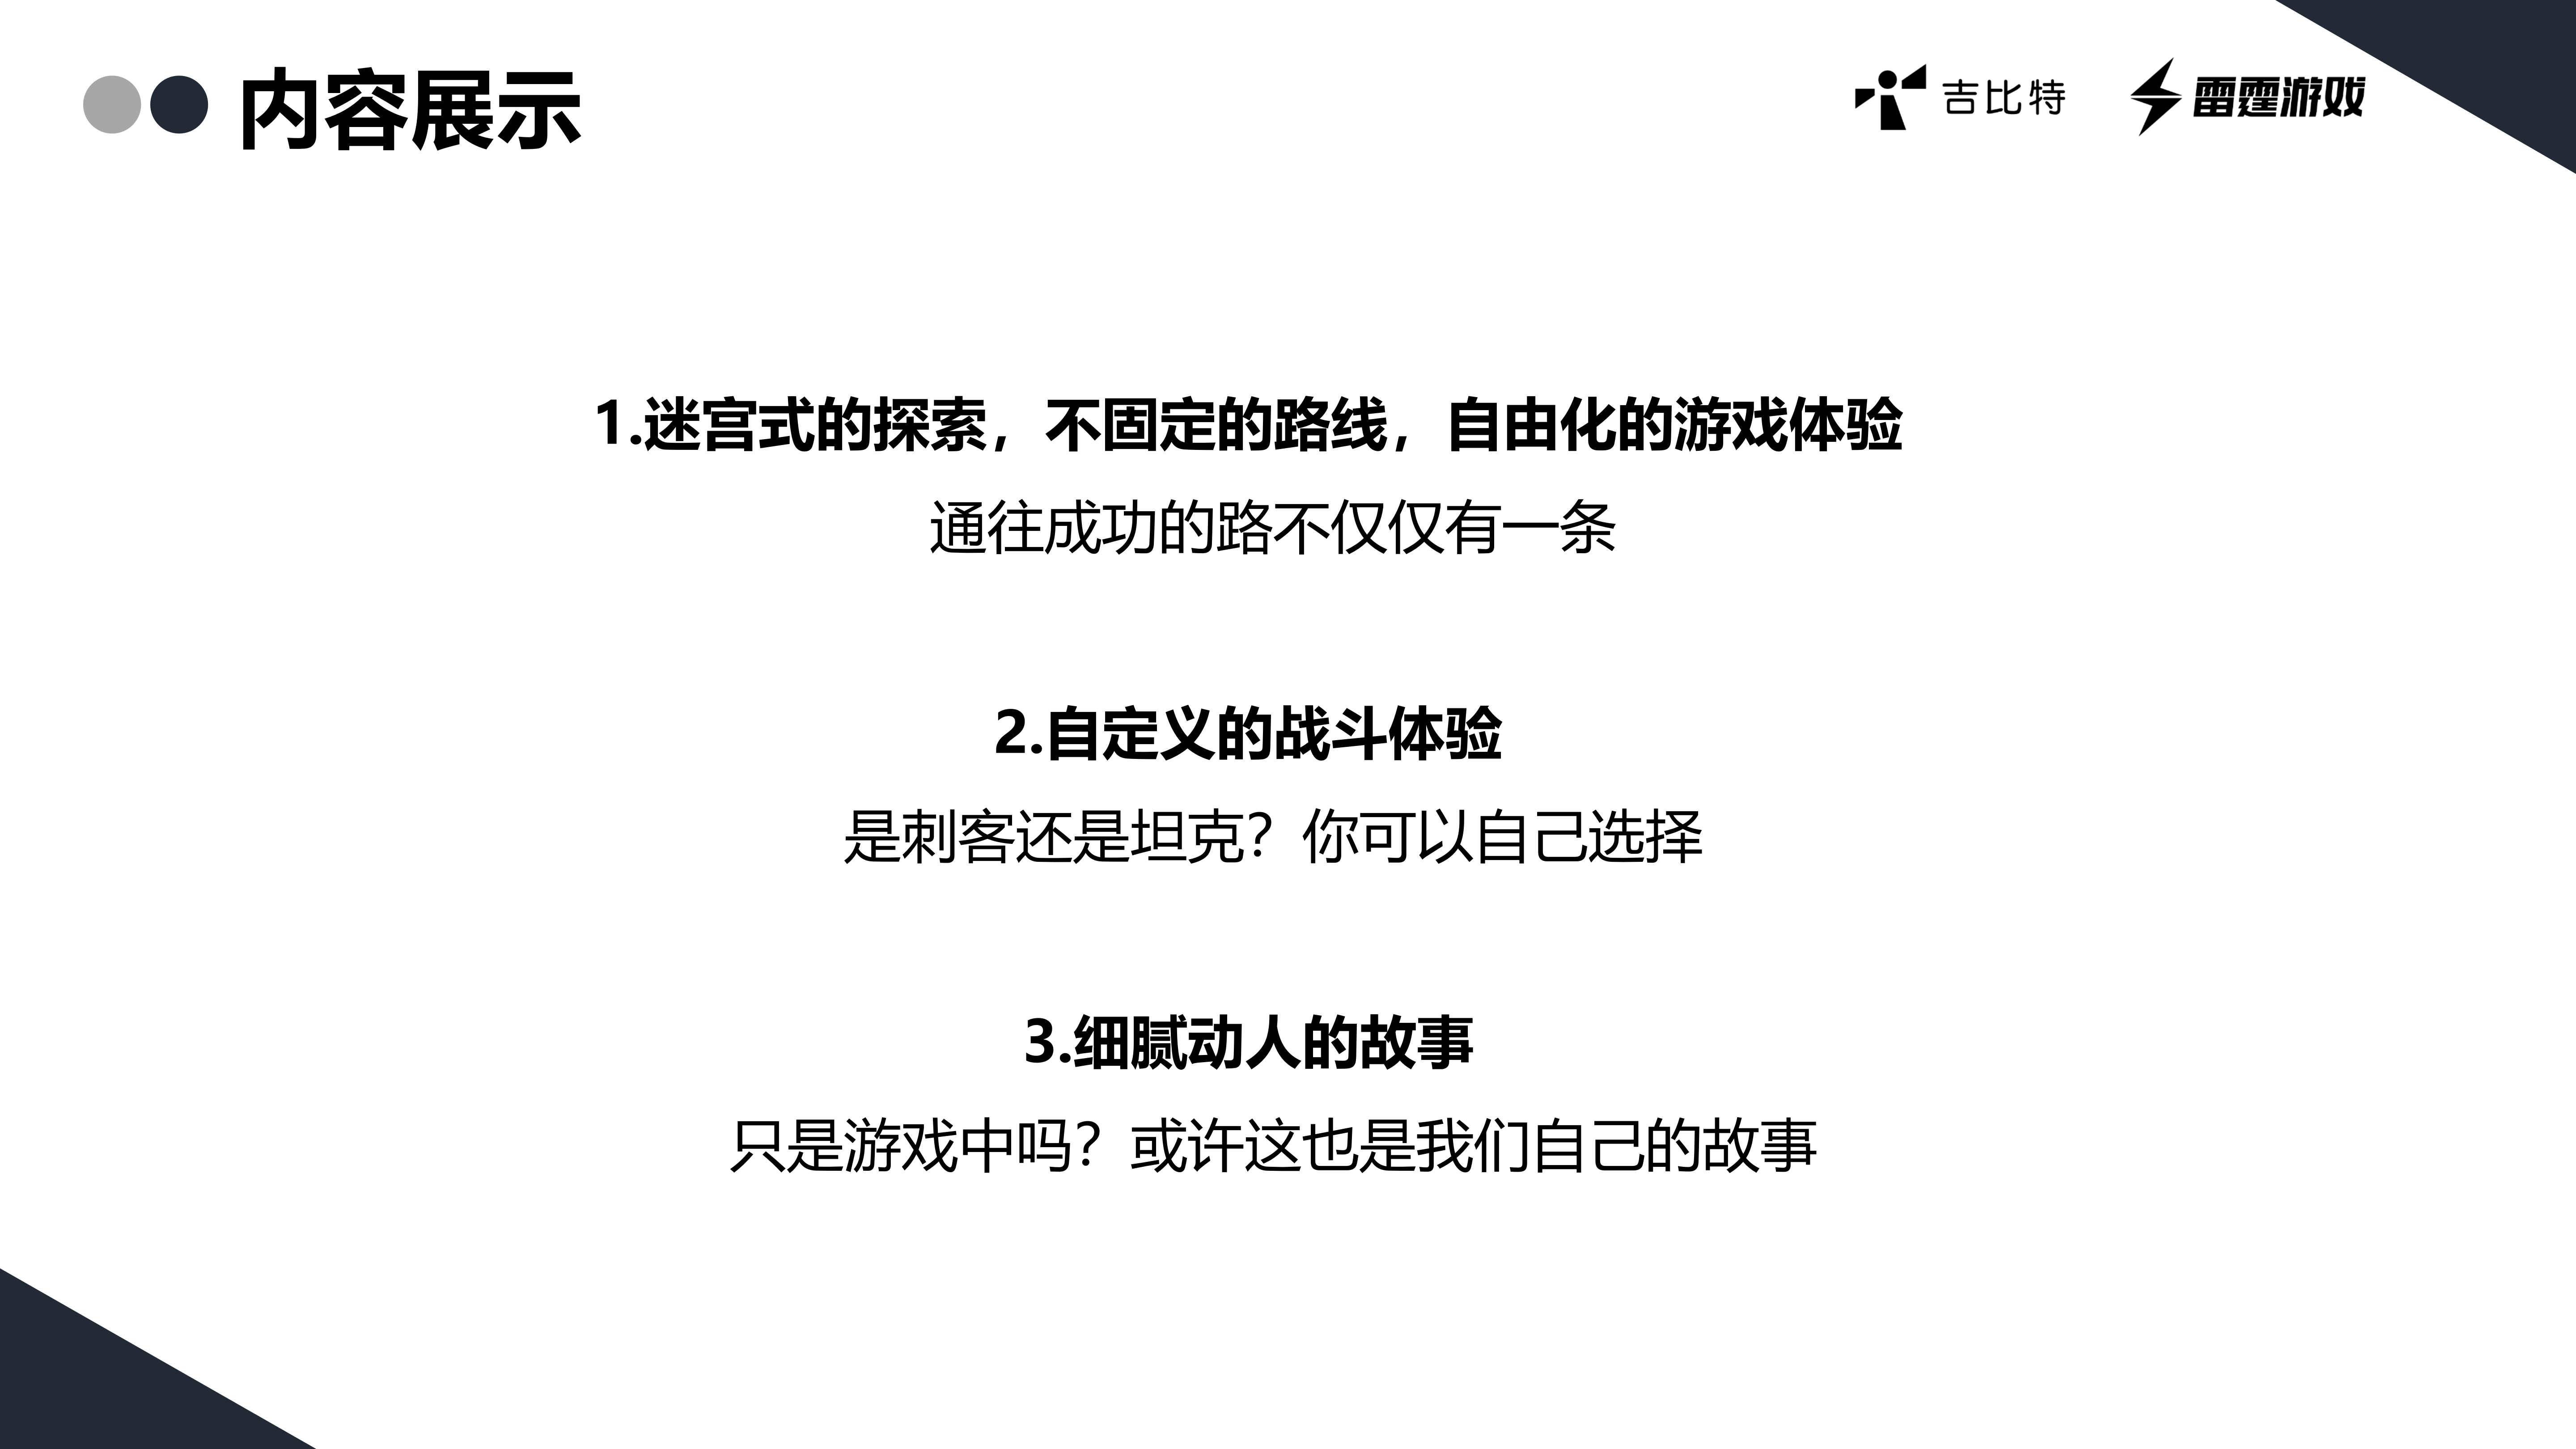 内容展示
吉比特
雷霆游戏
1.迷宫式的探索，不固定的路线，自由化的游戏体验
通往成功的路不仅仅有一条
2.自定义的战斗体验
是刺客还是坦克？你可以自己选择
3.细腻动人的故事
只是游戏中吗？或许这也是我们自己的故事